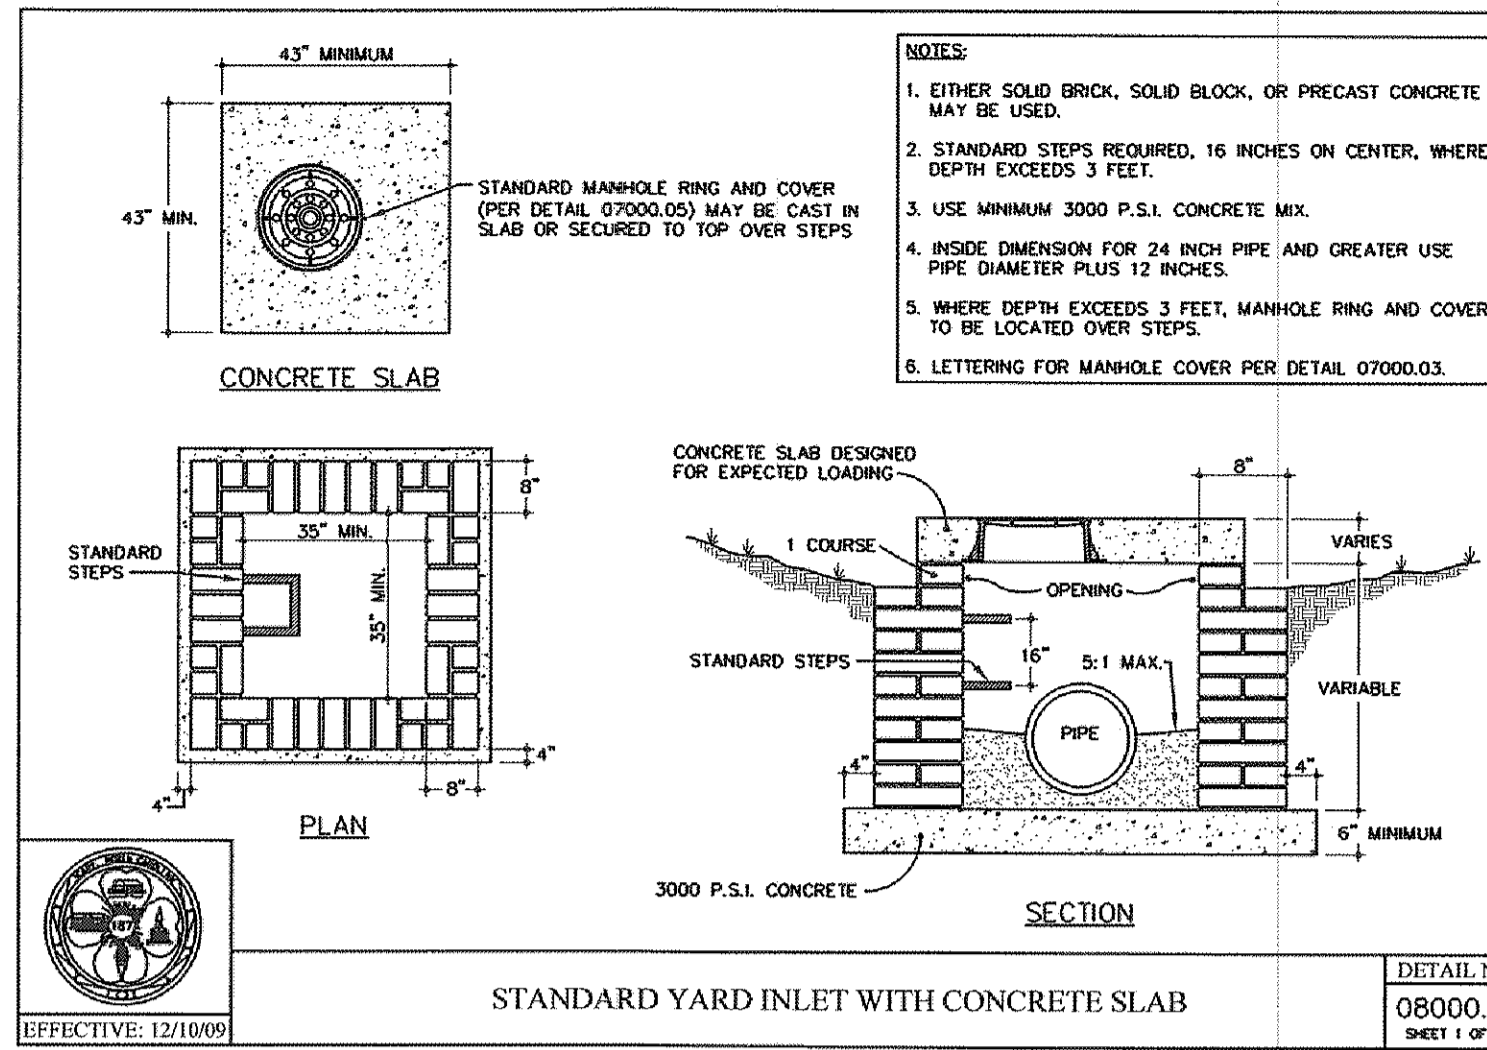 43" MINIMUM
43" MIN.
STANDARD MANHOLE RING AND COVER
(PER DETAIL 07000.05) MAY BE CAST IN
SLAB OR SECURED TO TOP OVER STEPS
CONCRETE SLAB
NOTES:
1. EITHER SOLID BRICK, SOLID BLOCK, OR PRECAST CONCRETE
MAY BE USED.
2. STANDARD STEPS REQUIRED, 16 INCHES ON CENTER, WHERE
DEPTH EXCEEDS 3 FEET.
3. USE MINIMUM 3000 P.S.I. CONCRETE MIX.
4. INSIDE DIMENSION FOR 24 INCH PIPE AND GREATER USE
PIPE DIAMETER PLUS 12 INCHES.
5. WHERE DEPTH EXCEEDS 3 FEET, MANHOLE RING AND COVER
TO BE LOCATED OVER STEPS.
6. LETTERING FOR MANHOLE COVER PER DETAIL 07000.03.
8"
35" MIN.
STANDARD
STEPS
35" MIN.
4"
8"
4"
PLAN
CONCRETE SLAB DESIGNED
FOR EXPECTED LOADING
8"
1 COURSE
VARIES
OPENING
16"
STANDARD STEPS
5:1 MAX.
VARIABLE
PIPE
4"
4"
6" MINIMUM
3000 P.S.I. CONCRETE
SECTION
187
EFFECTIVE: 12/10/09
STANDARD YARD INLET WITH CONCRETE SLAB
DETAIL N
08000.
SHEET 1 OF